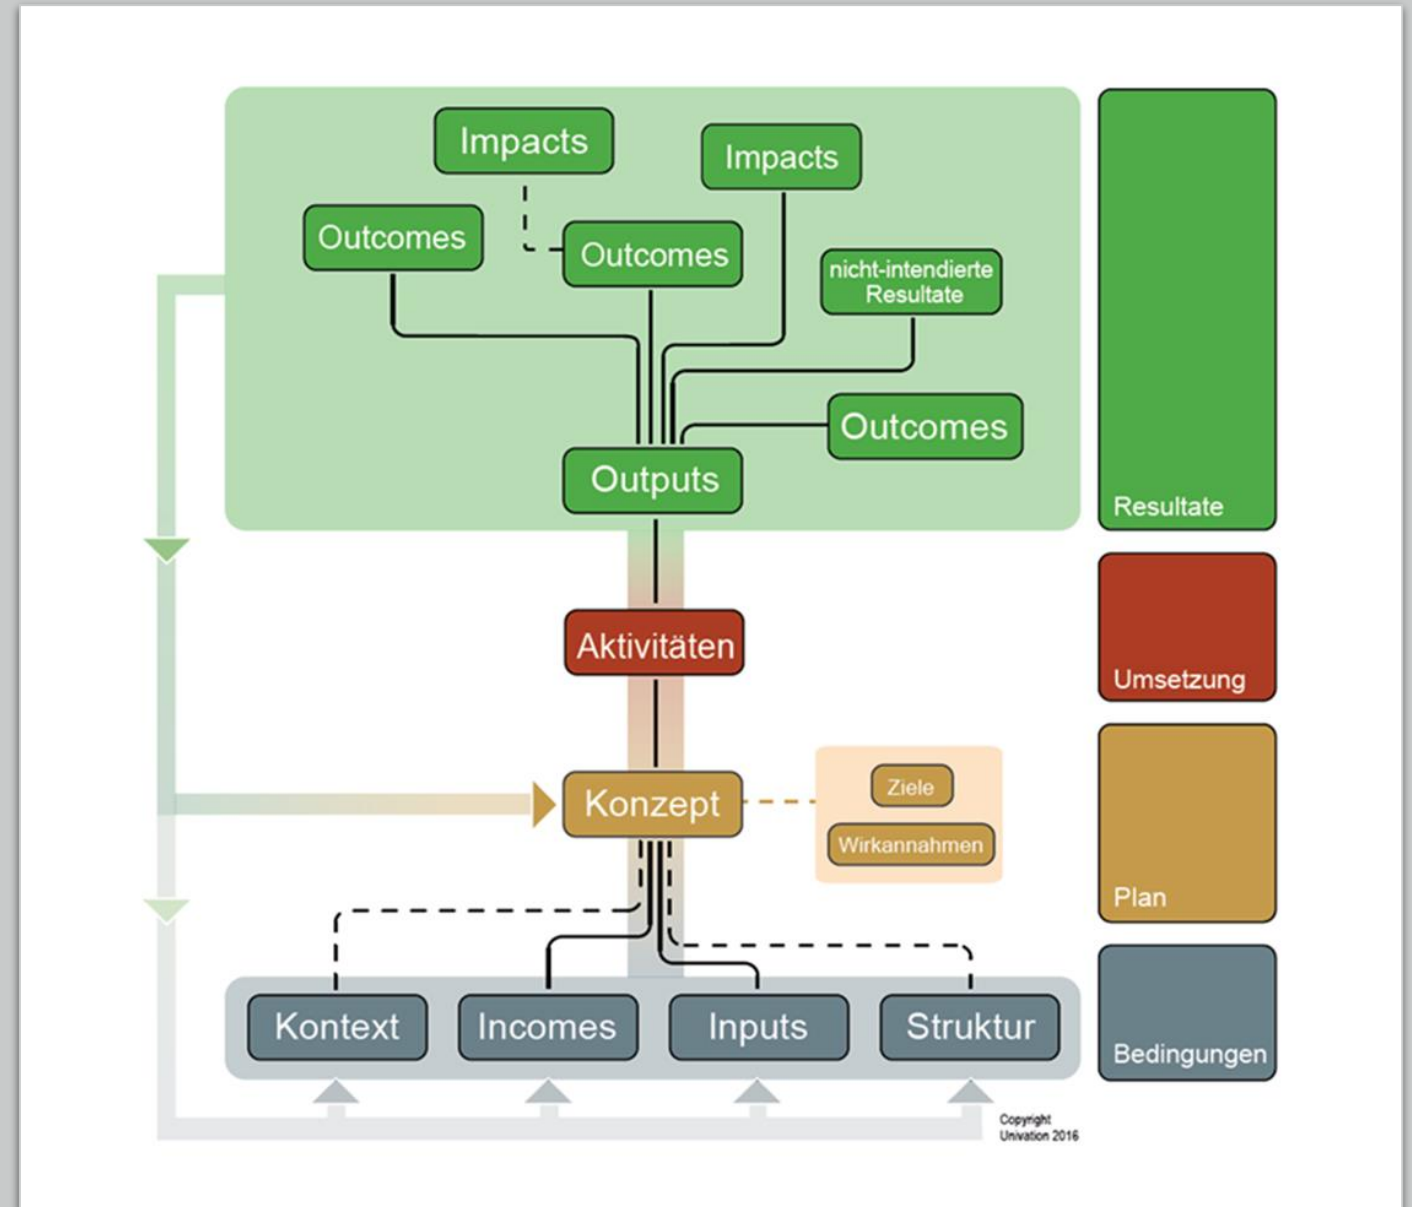 Impacts
Impacts
Outcomes
Outcomes
nicht-intendierte
Resultate
Outcomes
Outputs
Resultate
Aktivitäten
Umsetzung
Konzept
Ziele
Wirkannahmen
Plan
Kontext
Incomes
Inputs
Struktur
Bedingungen
Copyright
Univation 2016